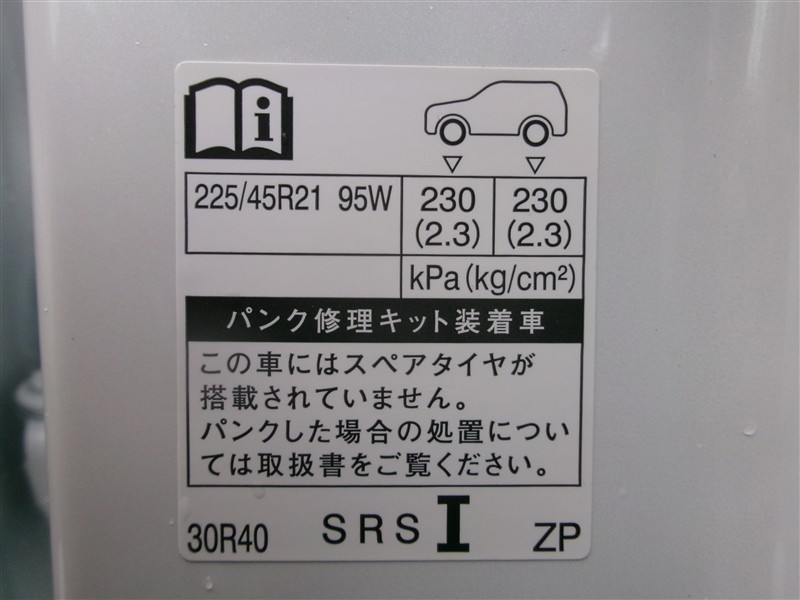 i
225/45R21 95W 230 230
(2.3) (2.3)
kPa(kg/cm²)
パンク修理キット装着車
この車にはスペアタイヤが
搭載されていません。
パンクした場合の処置につい
ては取扱書をご覧ください。
30R40 SRS I ZP